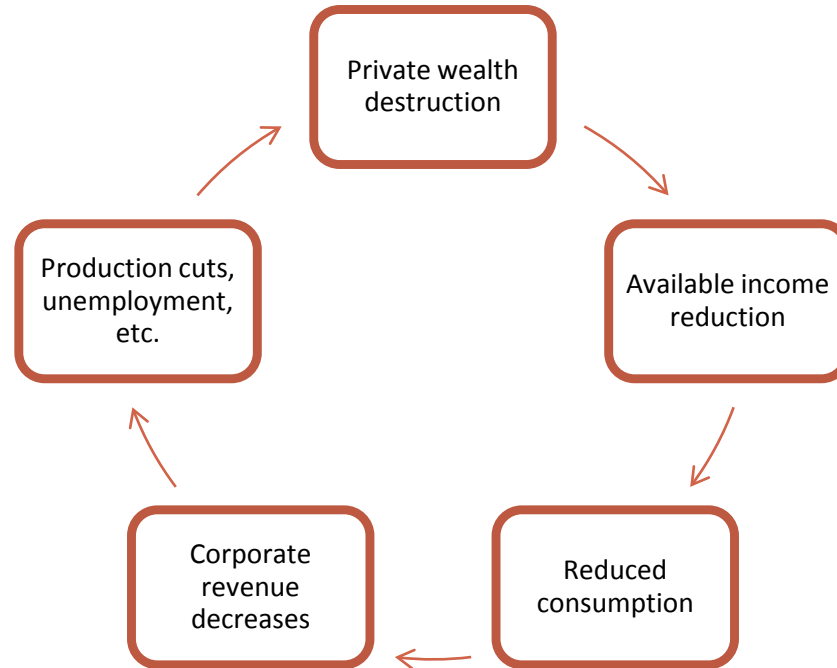 Private wealth
destruction
Available income
reduction
Reduced
consumption
Corporate
revenue
decreases
Production cuts,
unemployment,
etc.